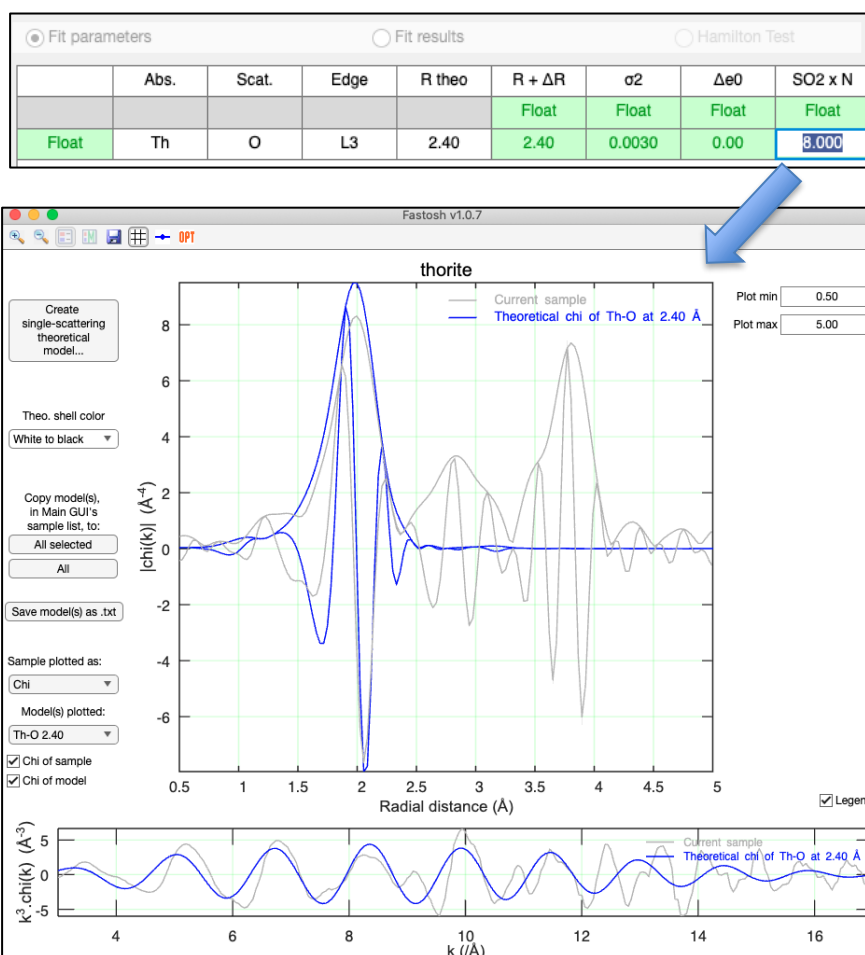 Fit parameters Fit results Hamilton Test
Abs. Scat. Edge R theo R + ΔR σ2 Δe0 SO2 x N
Float Float Float Float
Float Th O L3 2.40 2.40 0.0030 0.00 8.000
Fastosh v1.0.7
OPT
thorite
Current sample
Theoretical chi of Th-O at 2.40 Å
Plot min 0.50
Plot max 5.00
Create
single-scattering
theoretical
model...
Theo. shell color
White to black
Copy model(s),
in Main GUI's
sample list, to:
All selected
All
Save model(s) as .txt
Sample plotted as:
Chi
Model(s) plotted:
Th-O 2.40
Chi of sample
Chi of model
|chi(k)| (Å-4)
8
6
4
2
0
-2
-4
-6
0.5 1 1.5 2 2.5 3 3.5 4 4.5 5
Radial distance (Å)
Legen
k3.chi(k) (Å-3)
5
0
-5
Current sample
Theoretical chi of Th-O at 2.40 Å
4 6 8 10 12 14 16
k (/Å)